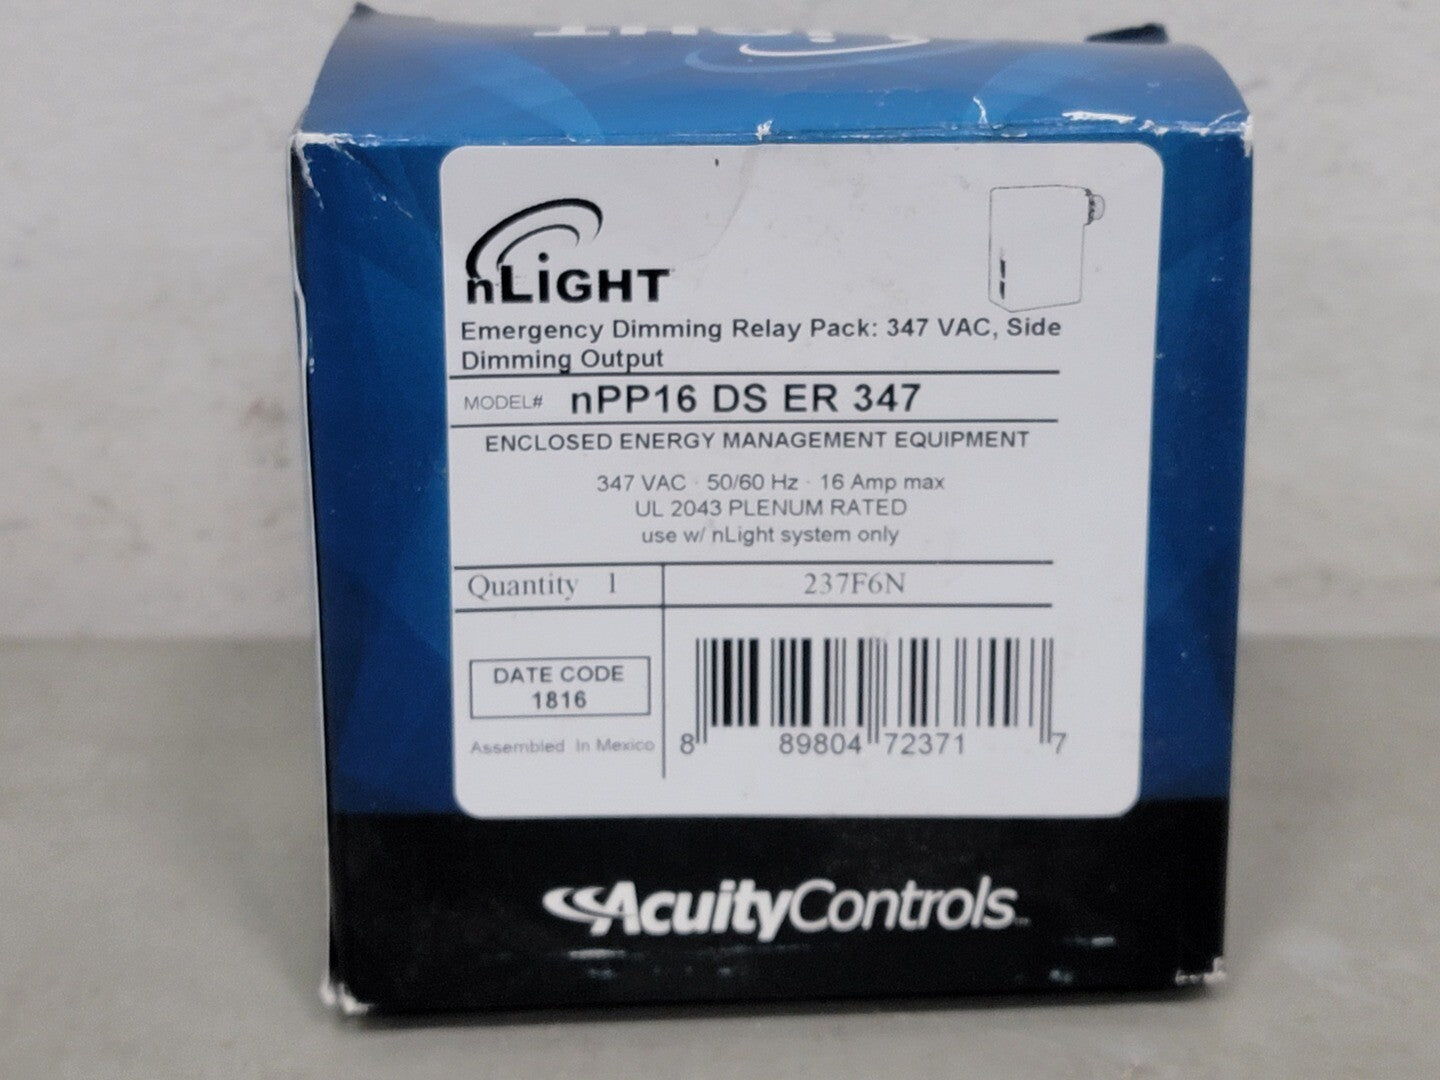 nLIGHT
Emergency Dimming Relay Pack: 347 VAC, Side
Dimming Output
MODEL# nPP16 DS ER 347
ENCLOSED ENERGY MANAGEMENT EQUIPMENT
347 VAC · 50/60 Hz · 16 Amp max
UL 2043 PLENUM RATED
use w/ nLight system only
Quantity 1
237F6N
DATE CODE
1816
Assembled In Mexico
8 89804 72371 7
AcuityControls™